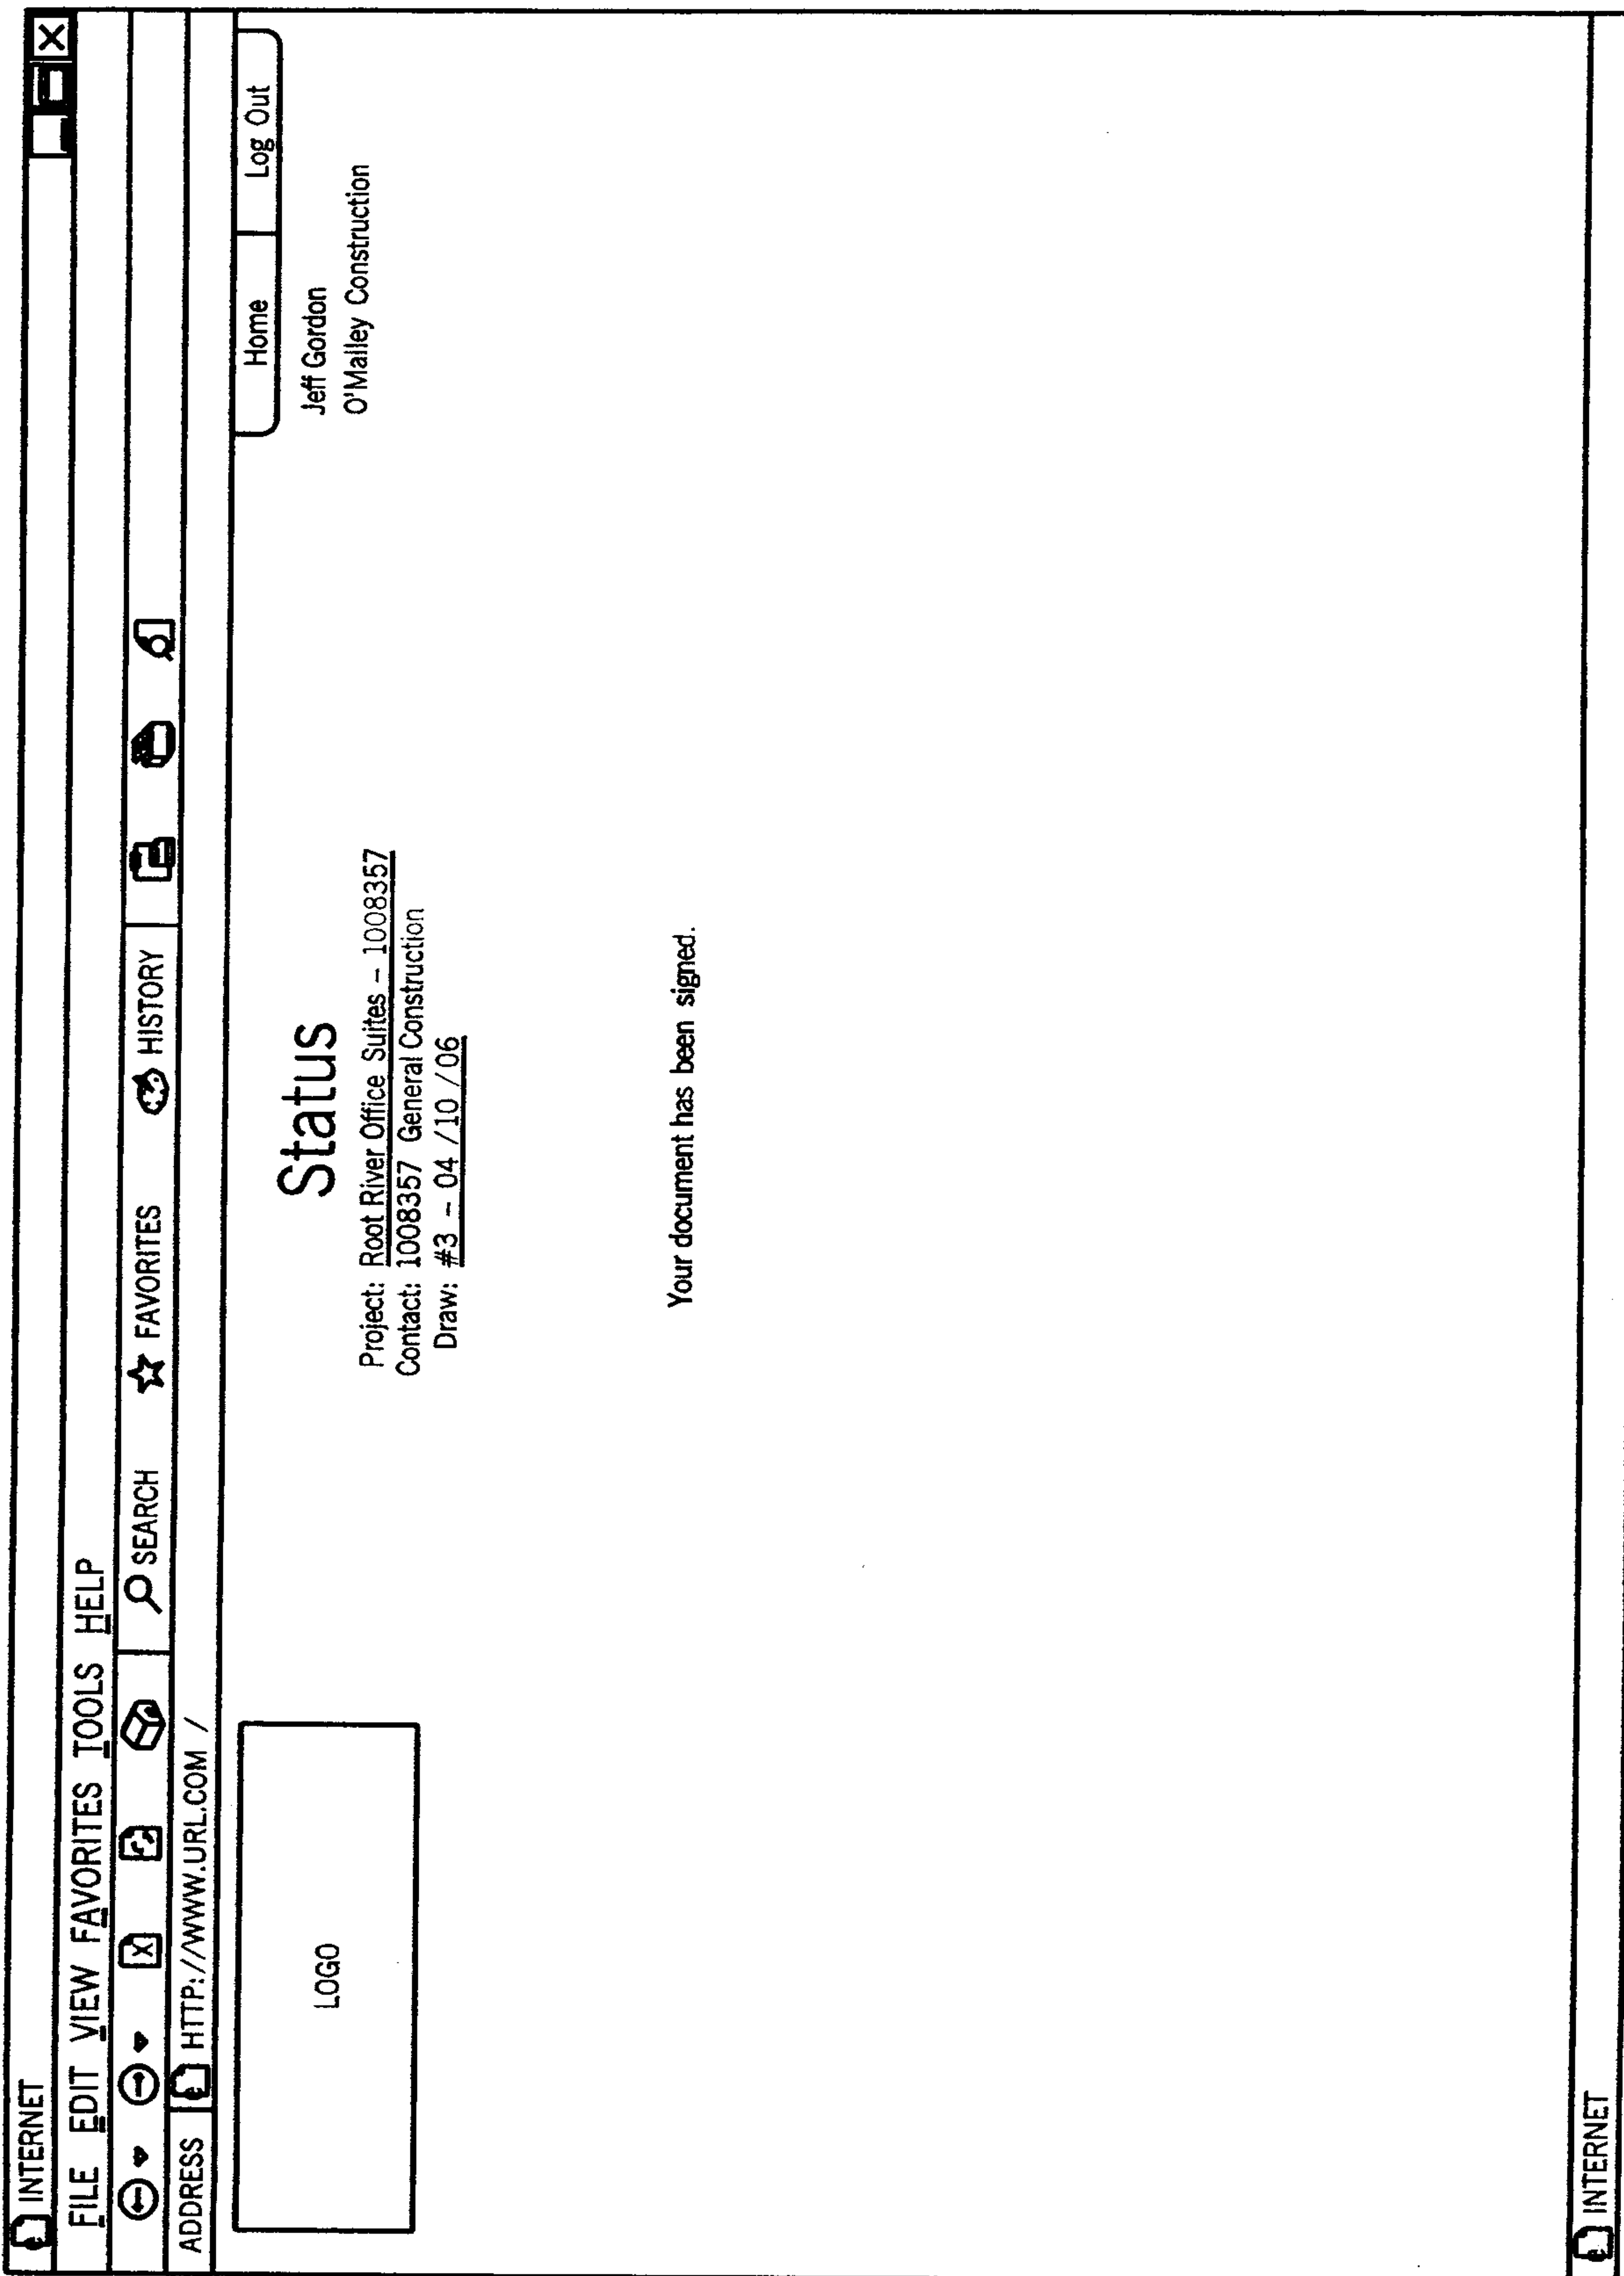 INTERNET
FILE EDIT VIEW FAVORITES TOOLS HELP
SEARCH FAVORITES HISTORY
ADDRESS HTTP://WWW.URL.COM /
LOGO
Home Log Out
Jeff Gordon
O'Malley Construction
Status
Project: Root River Office Suites – 1008357
Contact: 1008357 General Construction
Draw: #3 – 04 /10 /06
Your document has been signed.
INTERNET